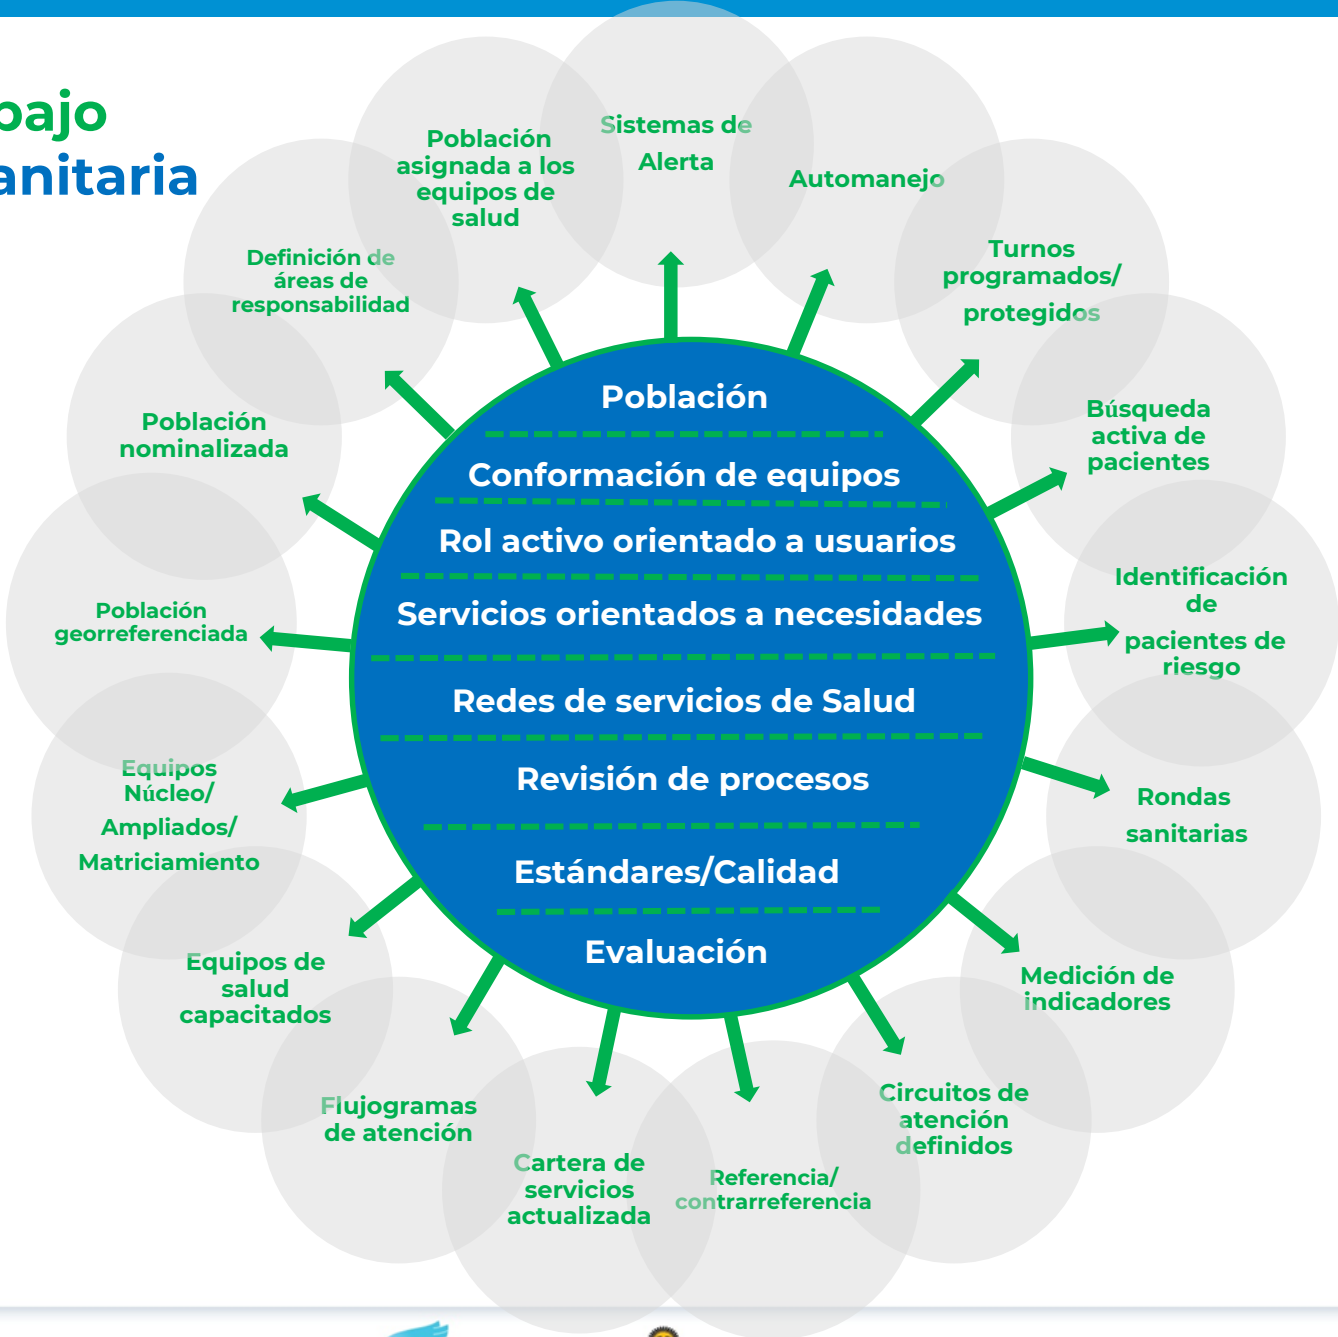 bajo
anitaria
Sistemas de
Alerta
Automanejo
Turnos
programados/
protegidos
Búsqueda
activa de
pacientes
Identificación
de
pacientes de
riesgo
Rondas
sanitarias
Medición de
indicadores
Circuitos de
atención
definidos
Referencia/
contrarreferencia
Cartera de
servicios
actualizada
Flujogramas
de atención
Equipos de
salud
capacitados
Equipos
Núcleo/
Ampliados/
Matriciamiento
Población
georreferenciada
Población
nominalizada
Definición de
áreas de
responsabilidad
Población
asignada a los
equipos de
salud
Población
Conformación de equipos
Rol activo orientado a usuarios
Servicios orientados a necesidades
Redes de servicios de Salud
Revisión de procesos
Estándares/Calidad
Evaluación